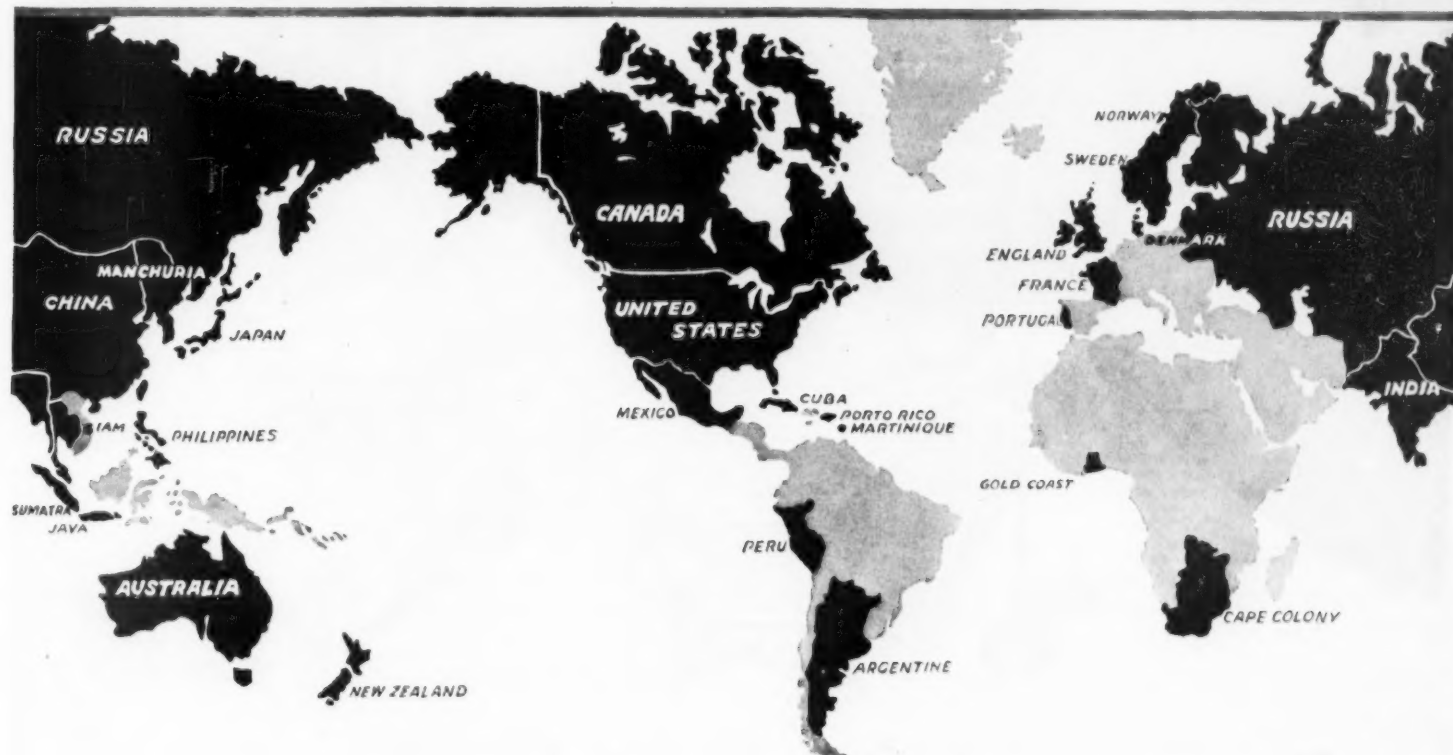 RUSSIA
MANCHURIA
CHINA
JAPAN
IAM
PHILIPPINES
SUMATRA
JAVA
AUSTRALIA
NEW ZEALAND
CANADA
UNITED
STATES
MEXICO
CUBA
PORTO RICO
MARTINIQUE
PERU
ARGENTINE
NORWAY
SWEDEN
RUSSIA
DENMARK
ENGLAND
FRANCE
PORTUGAL
INDIA
GOLD COAST
CAPE COLONY